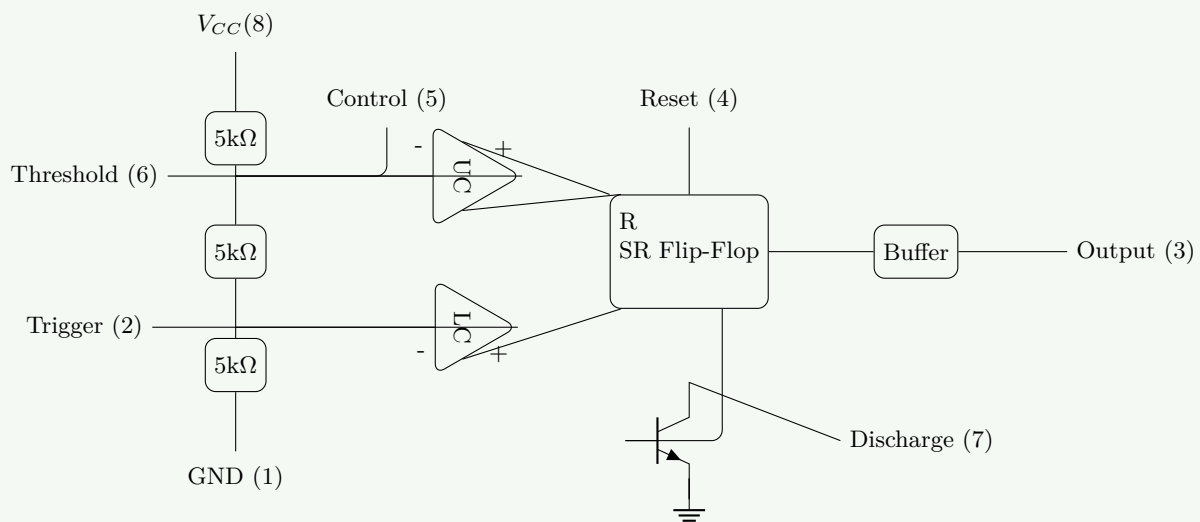 V_CC(8)
Control (5)
Reset (4)
5kΩ
-
+
Threshold (6)
UC
R
5kΩ
SR Flip-Flop
Buffer
Output (3)
Trigger (2)
LC
-
+
5kΩ
Discharge (7)
GND (1)